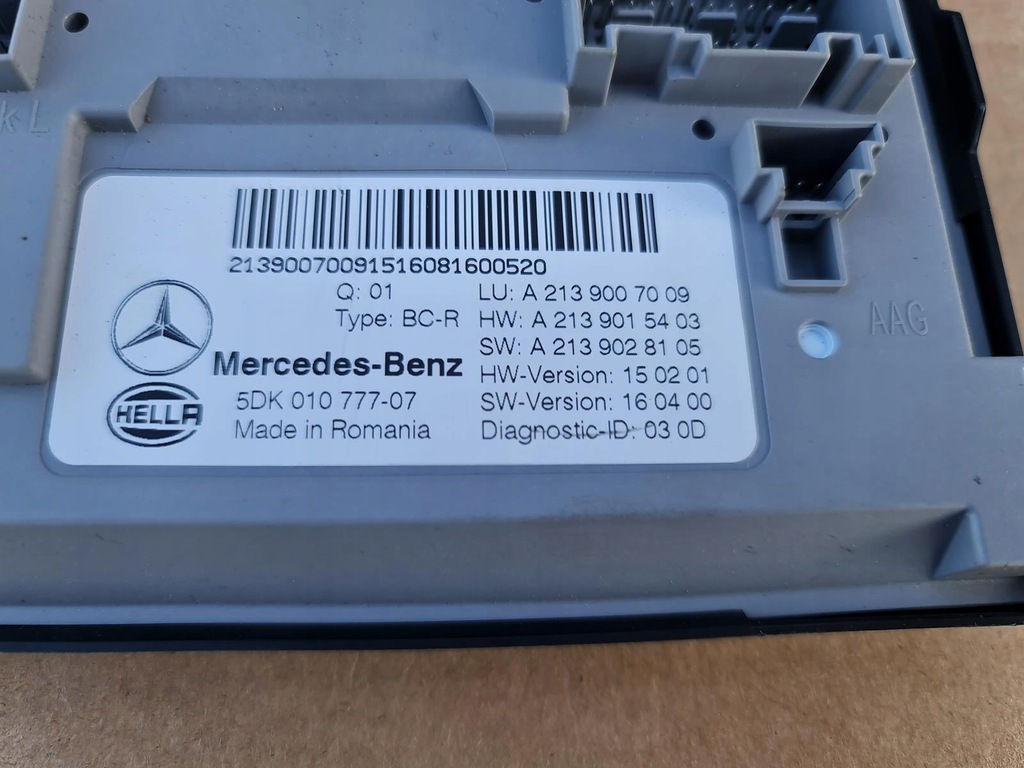 k L
21390070091516081600520
Q: 01
LU: A 213 900 70 09
Type: BC-R
HW: A 213 901 54 03
SW: A 213 902 81 05
Mercedes-Benz
HW-Version: 15 02 01
HELLA
5DK 010 777-07
SW-Version: 16 04 00
Made in Romania
Diagnostic-ID: 03 0D
AAG